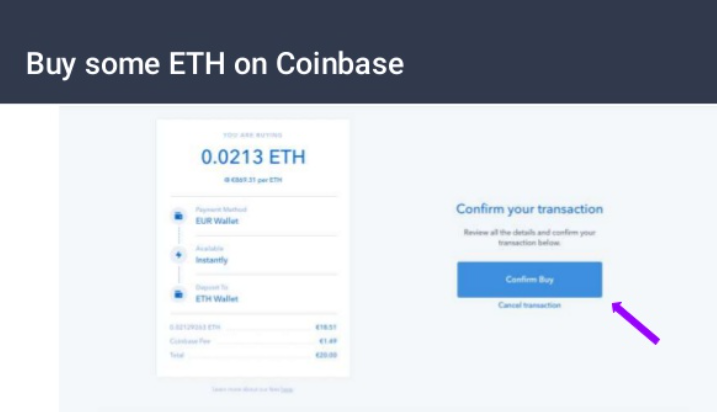 Buy some ETH on Coinbase
YOU ARE BUYING
0.0213 ETH
@ €869.31 per ETH
Payment Method
EUR Wallet
Available
Instantly
Deposit To
ETH Wallet
0.02129265 ETH €18.51
Coinbase Fee €1.49
Total €20.00
Learn more about our fees here
Confirm your transaction
Review all the details and confirm your
transaction below.
Confirm Buy
Cancel transaction